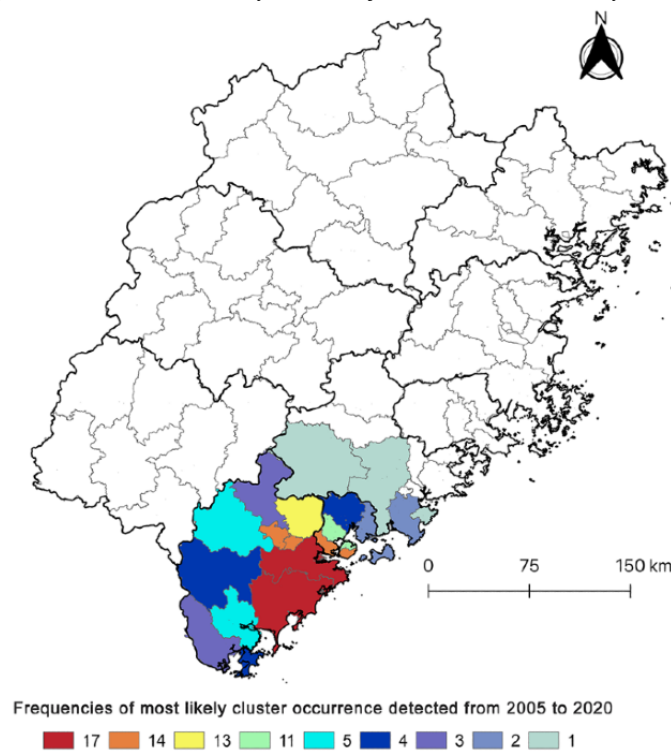 N
0 75 150 km
Frequencies of most likely cluster occurrence detected from 2005 to 2020
17 14 13 11 5 4 3 2 1